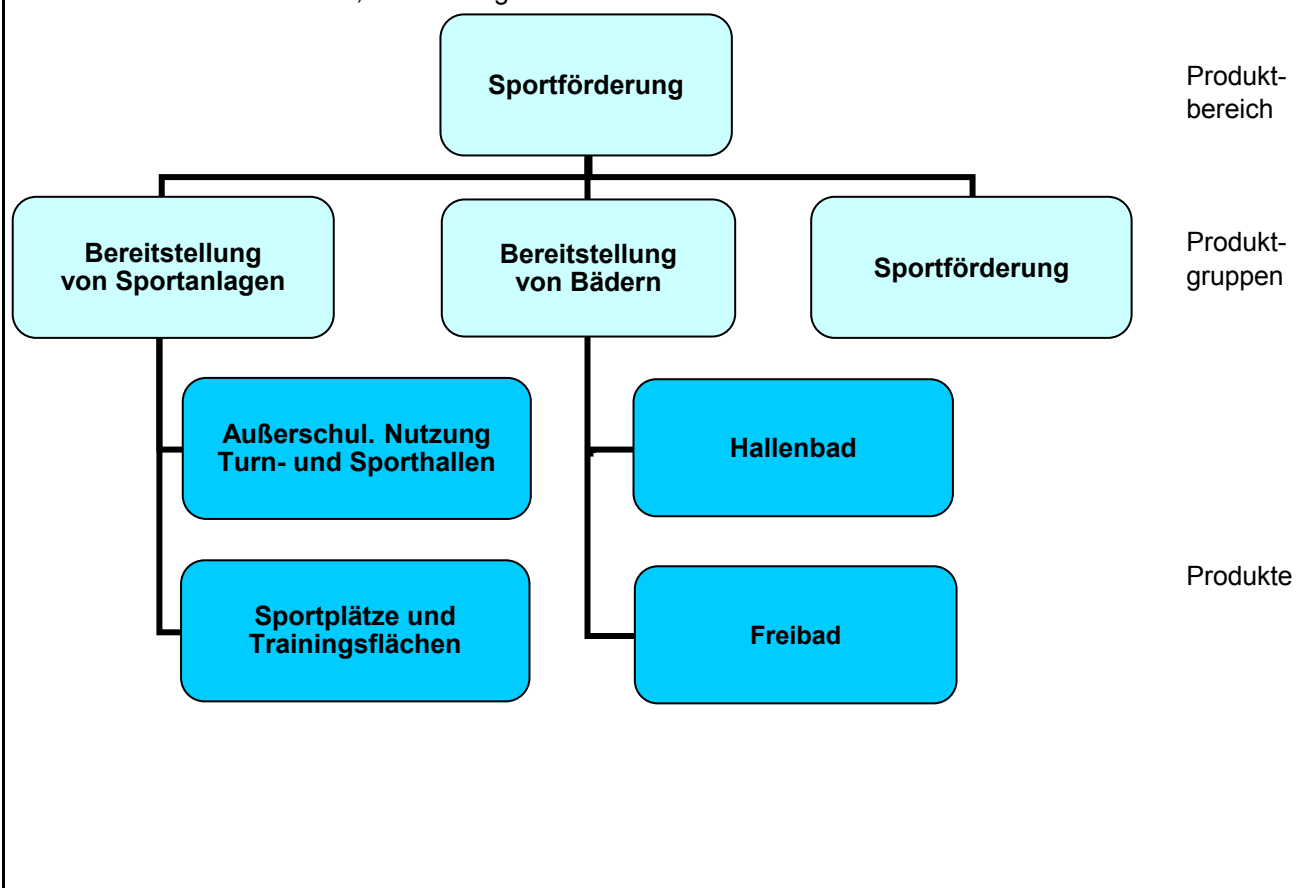 Sportförderung
Produkt-
bereich
Bereitstellung
von Sportanlagen
Bereitstellung
von Bädern
Sportförderung
Produkt-
gruppen
Außerschul. Nutzung
Turn- und Sporthallen
Hallenbad
Sportplätze und
Trainingsflächen
Freibad
Produkte